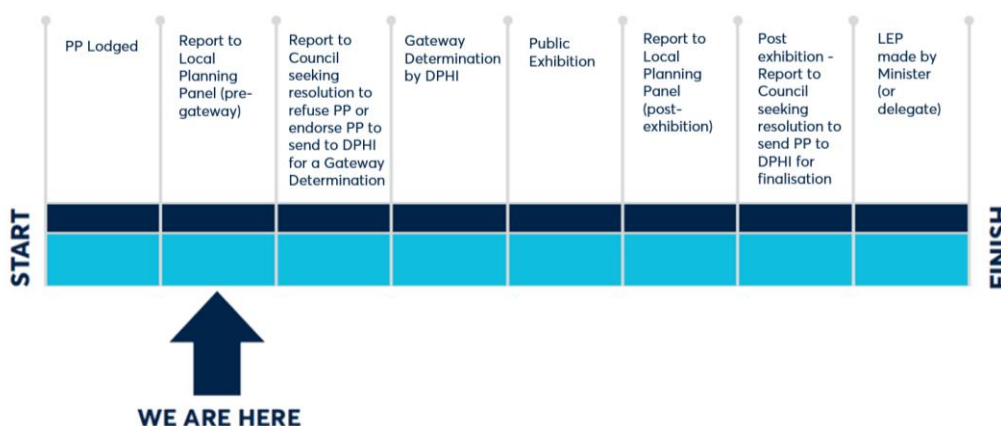 PP Lodged
Report to
Local
Planning
Panel (pre-
gateway)
Report to
Council
seeking
resolution to
refuse PP or
endorse PP to
send to DPHI
for a Gateway
Determination
Gateway
Determination
by DPHI
Public
Exhibition
Report to
Local
Planning
Panel
(post-
exhibition)
Post
exhibition -
Report to
Council
seeking
resolution to
send PP to
DPHI for
finalisation
LEP
made by
Minister
(or
delegate)
START
FINISH
WE ARE HERE